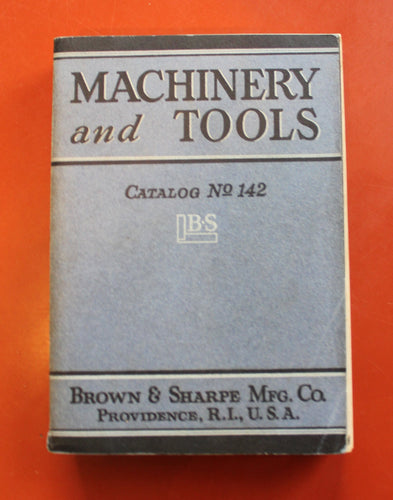 MACHINERY
and TOOLS
CATALOG Nº 142
B·S
BROWN & SHARPE MFG. CO.
PROVIDENCE, R.I., U.S.A.